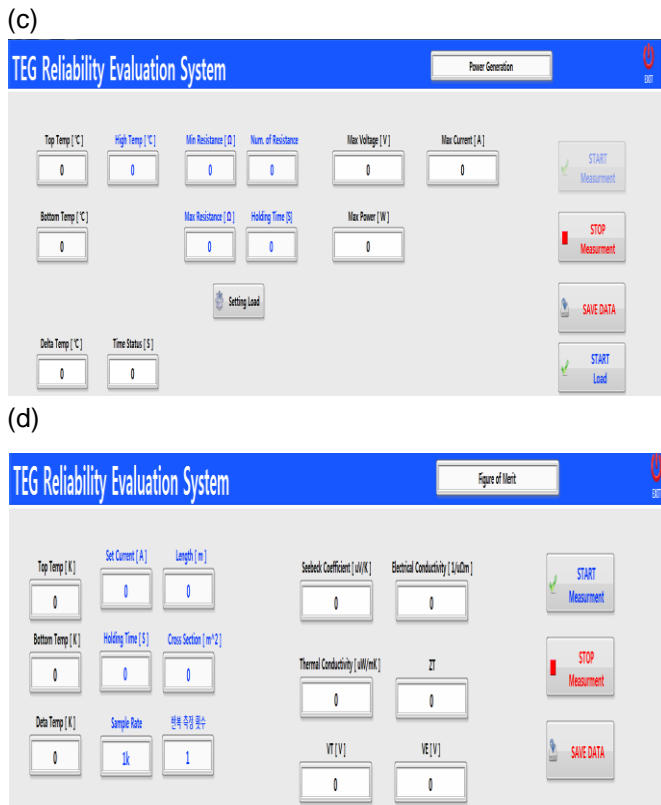 (c)
TEG Reliability Evaluation System
Power Generation
EXIT
Top Temp [℃]
High Temp [℃]
Min Resistance [Ω]
Num. of Resistance
Max Voltage [V]
Max Current [A]
0
0
0
0
0
0
START
Measurment
Bottom Temp [℃]
Max Resistance [Ω]
Holding Time [S]
Max Power [W]
0
0
0
0
STOP
Measurment
Setting Load
SAVE DATA
Delta Temp [℃]
Time Status [S]
0
0
START
Load
(d)
TEG Reliability Evaluation System
Figure of Merit
EXIT
Top Temp [K]
Set Current [A]
Length [m]
Seebeck Coefficient [uV/K]
Electrical Conductivity [1/uΩm]
0
0
0
0
0
START
Measurment
Bottom Temp [K]
Holding Time [S]
Cross Section [m^2]
Thermal Conductivity [uW/mK]
ZT
0
0
0
0
0
STOP
Measurment
Deta Temp [K]
Sample Rate
반복 측정 횟수
VT [V]
VE [V]
0
1k
1
0
0
SAVE DATA